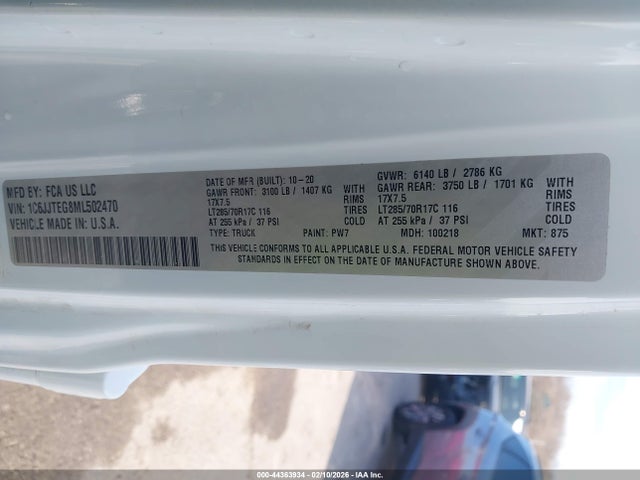 MFD BY: FCA US LLC
VIN: 1C6JJTEG8ML502470
VEHICLE MADE IN U.S.A.
DATE OF MFR (BUILT): 10-20
GAWR FRONT: 3100 LB / 1407 KG WITH
17X7.5 RIMS
LT285/70R17C 116 TIRES
AT 255 kPa / 37 PSI COLD
TYPE: TRUCK PAINT: PW7
GVWR: 6140 LB / 2786 KG
GAWR REAR: 3750 LB / 1701 KG WITH
17X7.5 RIMS
LT285/70R17C 116 TIRES
AT 255 kPa / 37 PSI COLD
MDH: 100218 MKT: 875
THIS VEHICLE CONFORMS TO ALL APPLICABLE U.S.A. FEDERAL MOTOR VEHICLE SAFETY
STANDARDS IN EFFECT ON THE DATE OF MANUFACTURE SHOWN ABOVE.
000-44363934 - 02/10/2026 - IAA Inc.